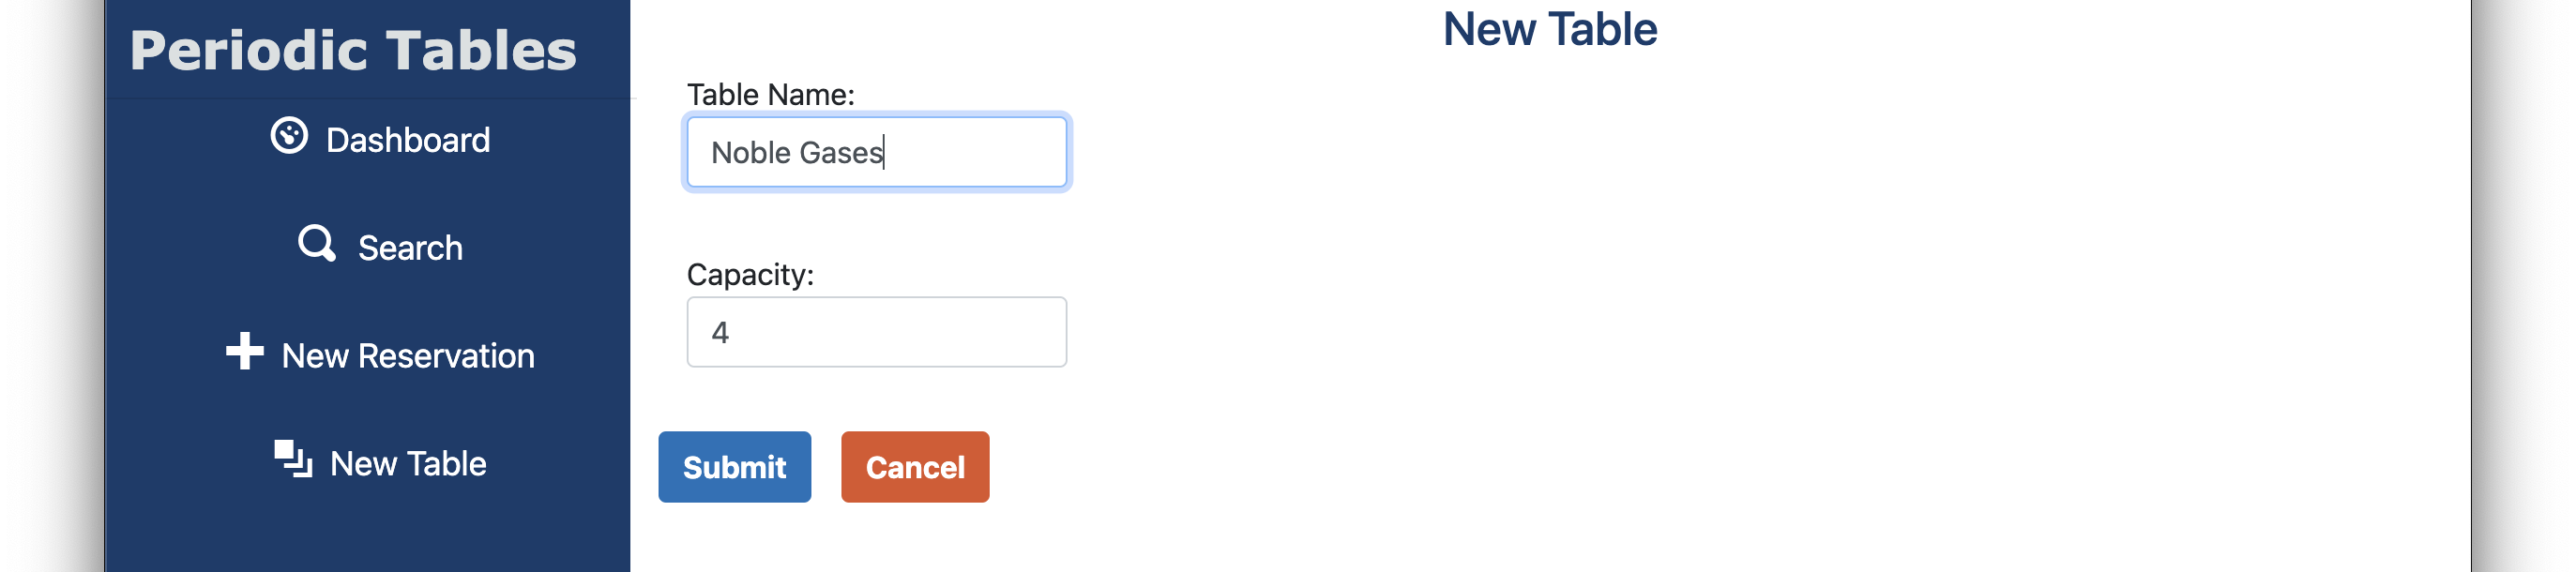 Periodic Tables
Dashboard
Search
New Reservation
New Table
New Table
Table Name:
Noble Gases
Capacity:
4
Submit
Cancel